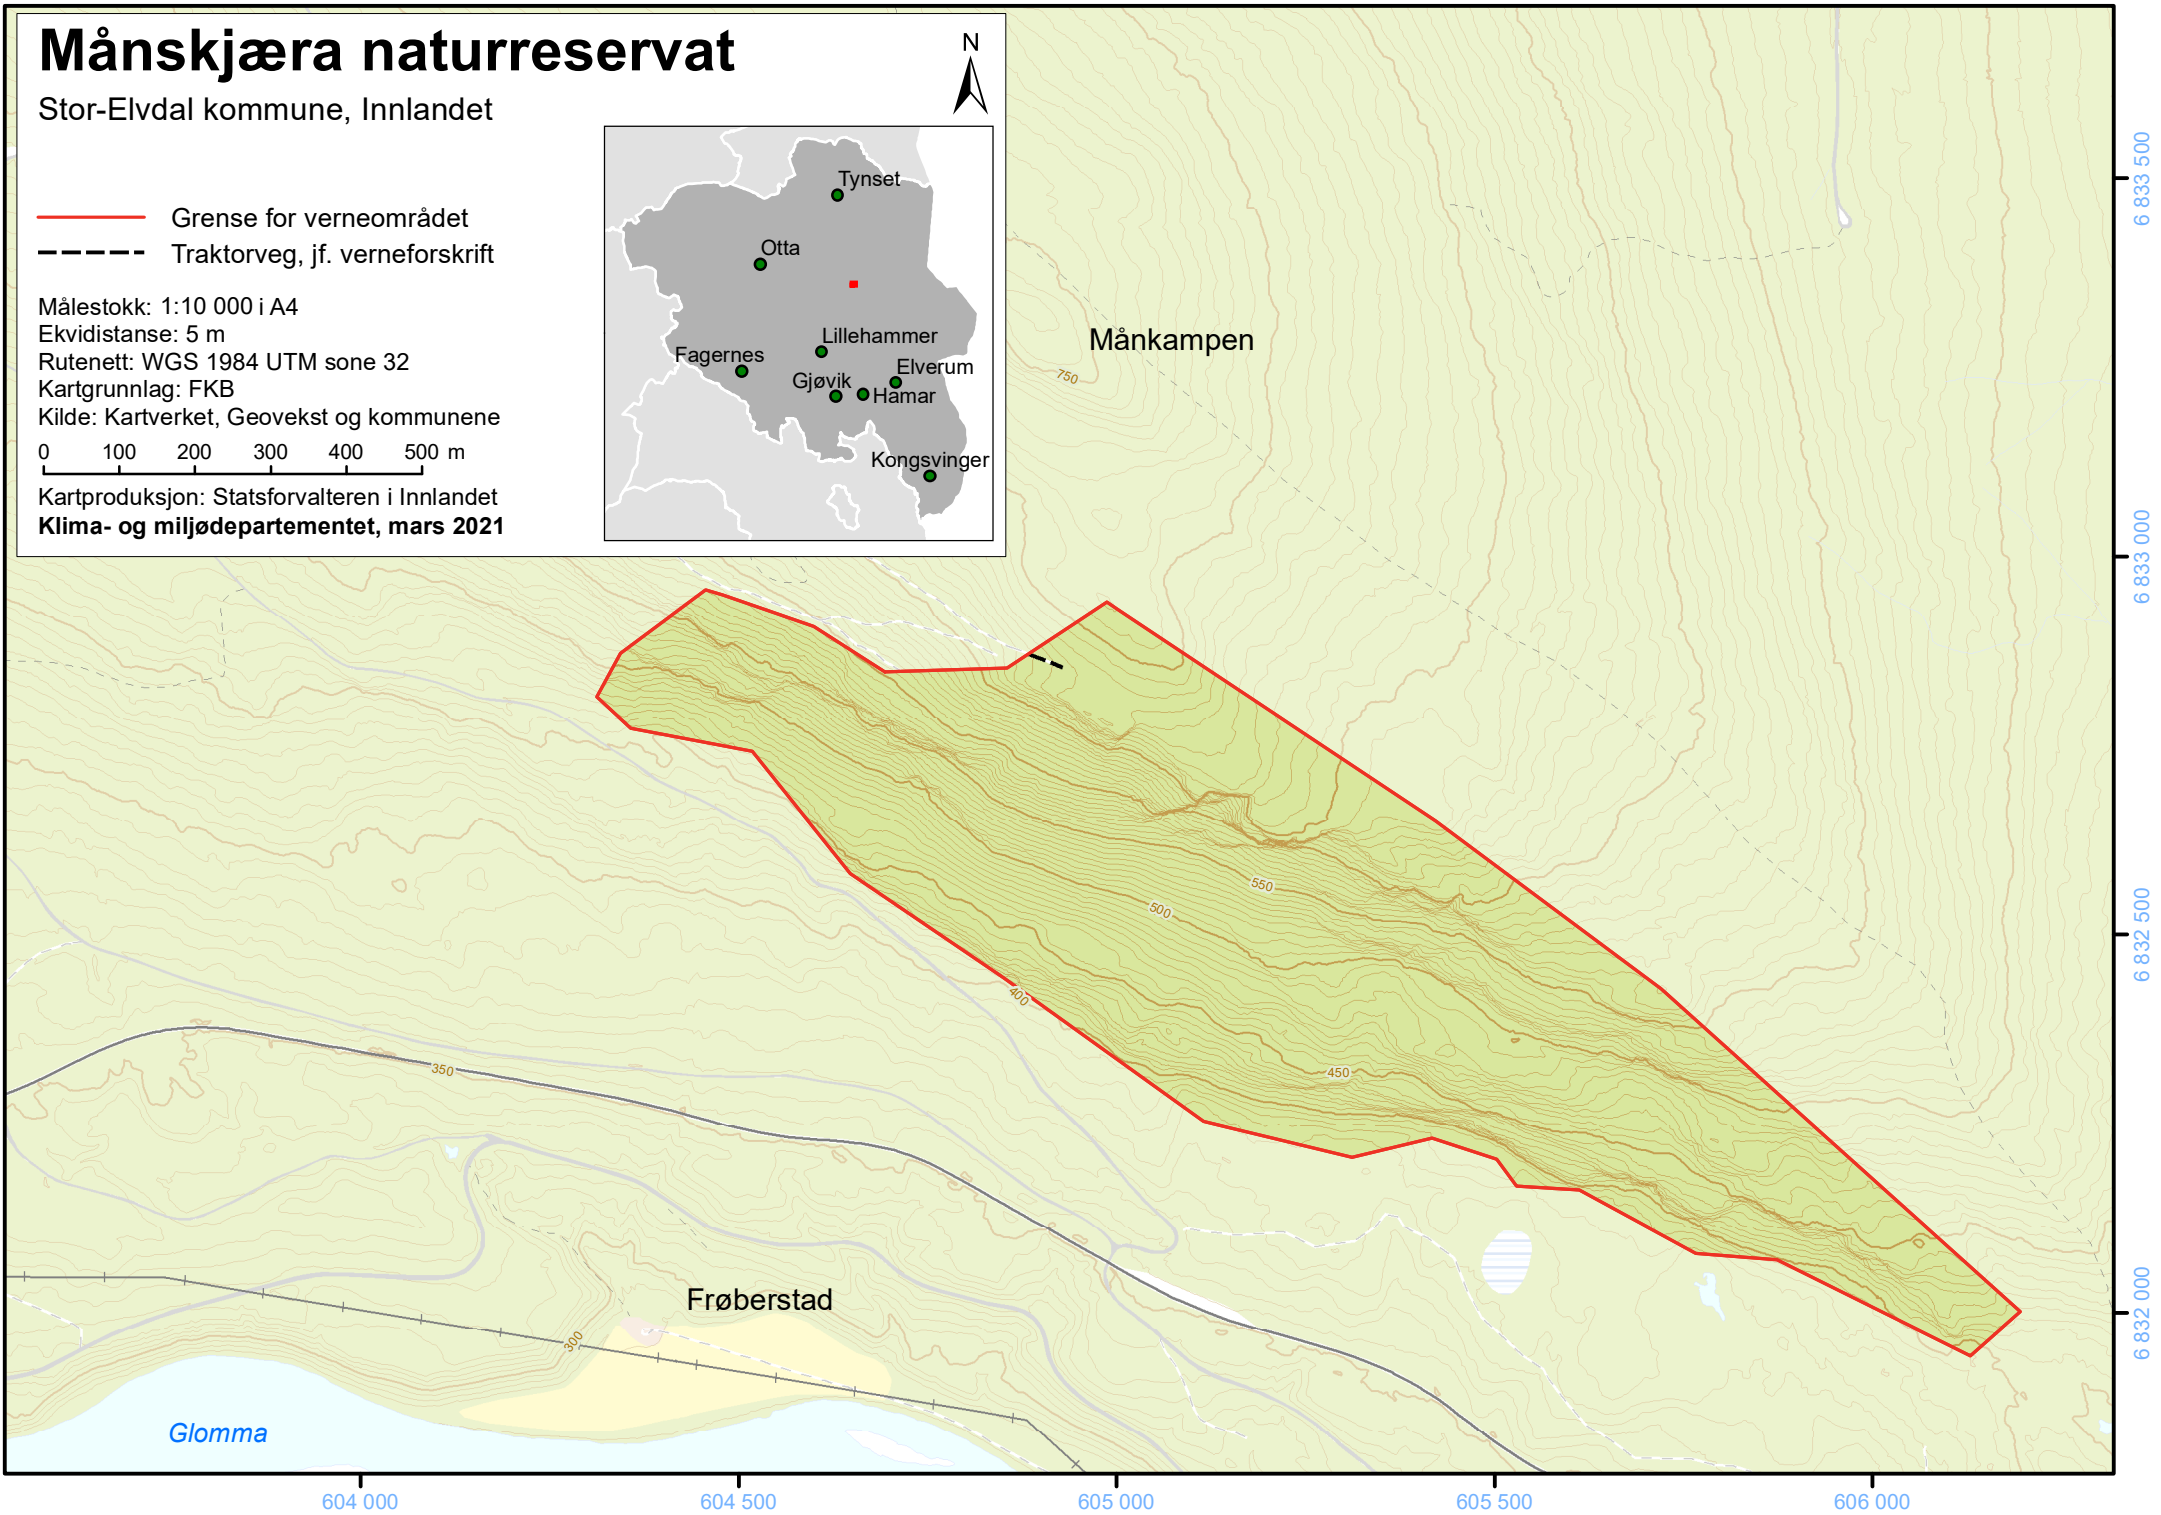 Månskjæra naturreservat
Stor-Elvdal kommune, Innlandet
N
Grense for verneområdet
Traktorveg, jf. verneforskrift
Målestokk: 1:10 000 i A4
Ekvidistanse: 5 m
Rutenett: WGS 1984 UTM sone 32
Kartgrunnlag: FKB
Kilde: Kartverket, Geovekst og kommunene
0 100 200 300 400 500 m
Kartproduksjon: Statsforvalteren i Innlandet
Klima- og miljødepartementet, mars 2021
Tynset
Otta
Lillehammer
Fagernes
Elverum
Gjøvik
Hamar
Kongsvinger
Månkampen
750
550
500
400
450
350
300
Frøberstad
Glomma
6 833 500
6 833 000
6 832 500
6 832 000
604 000 604 500 605 000 605 500 606 000